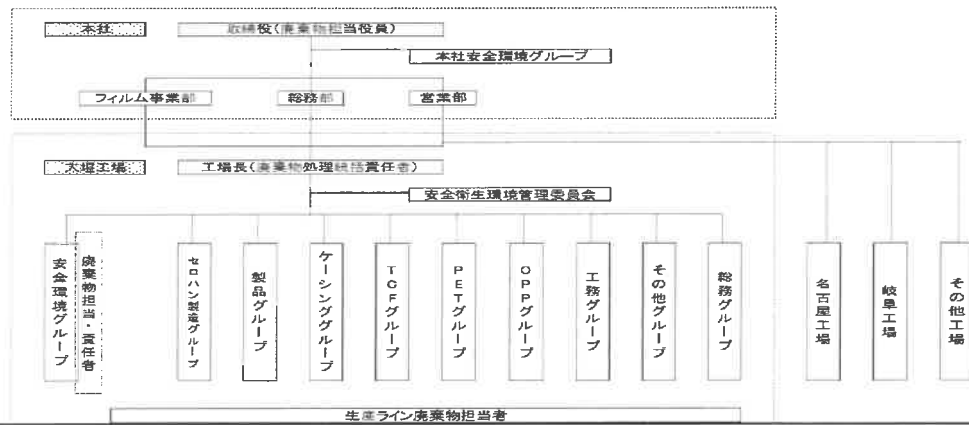 本社
取締役(廃棄物担当役員)
本社安全環境グループ
フィルム事業部
総務部
営業部
大垣工場
工場長(廃棄物処理統括責任者)
安全衛生環境管理委員会
安全環境グループ
廃棄物担当・責任者
セロハン製造グループ
製品グループ
ケーシンググループ
TCFグループ
PETグループ
OPPグループ
工務グループ
その他グループ
総務グループ
名古屋工場
岐阜工場
その他工場
生産ライン廃棄物担当者